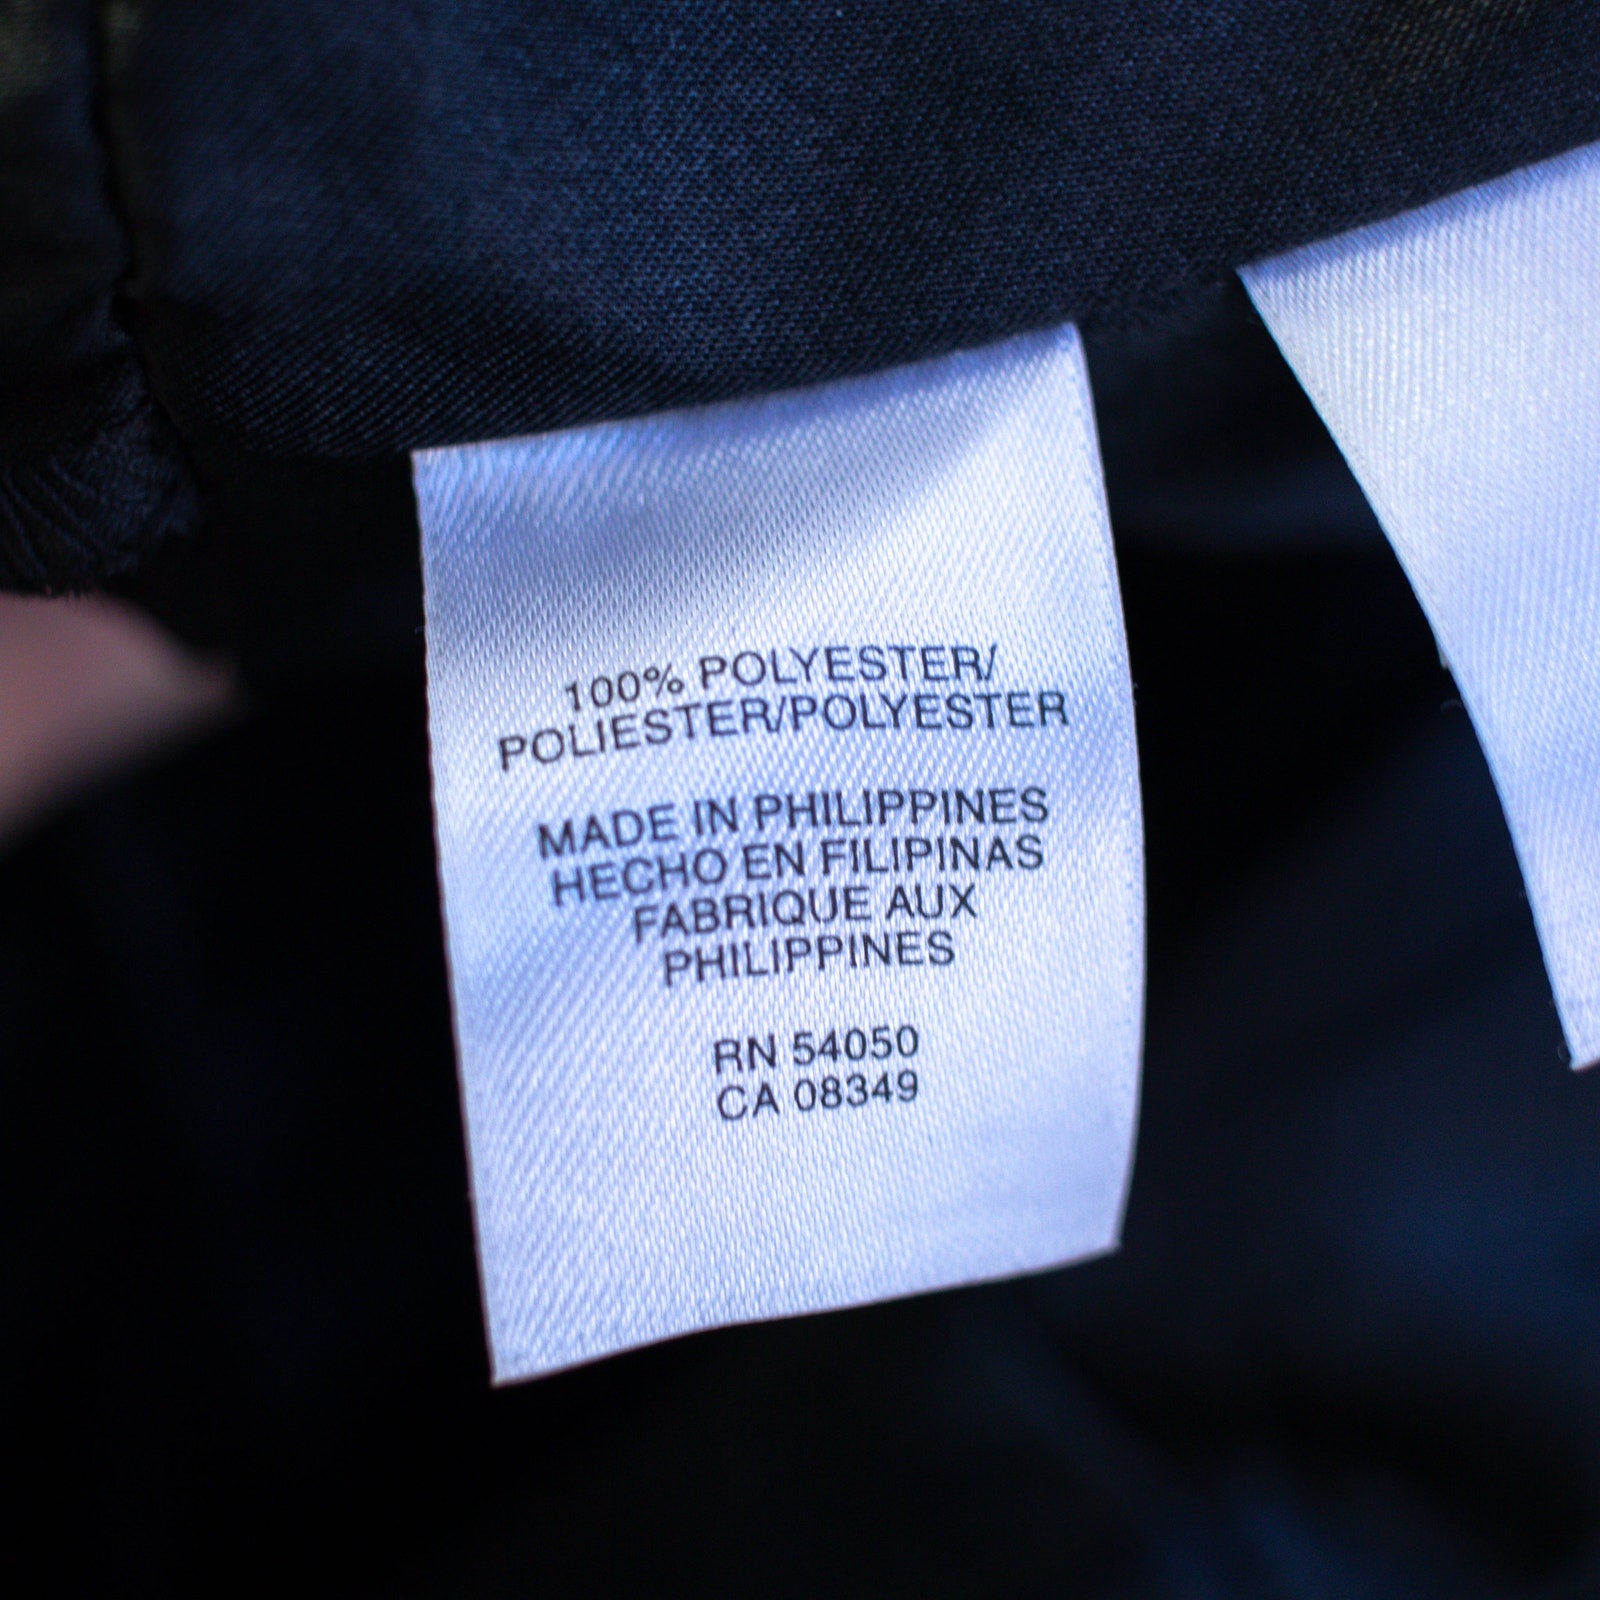 100% POLYESTER/
POLIESTER/POLYESTER
MADE IN PHILIPPINES
HECHO EN FILIPINAS
FABRIQUE AUX
PHILIPPINES
RN 54050
CA 08349